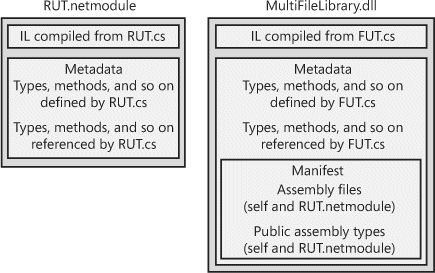 RUT.netmodule
IL compiled from RUT.cs
Metadata
Types, methods, and so on
defined by RUT.cs
Types, methods, and so on
referenced by RUT.cs
MultiFileLibrary.dll
IL compiled from FUT.cs
Metadata
Types, methods, and so on
defined by FUT.cs
Types, methods, and so on
referenced by FUT.cs
Manifest
Assembly files
(self and RUT.netmodule)
Public assembly types
(self and RUT.netmodule)